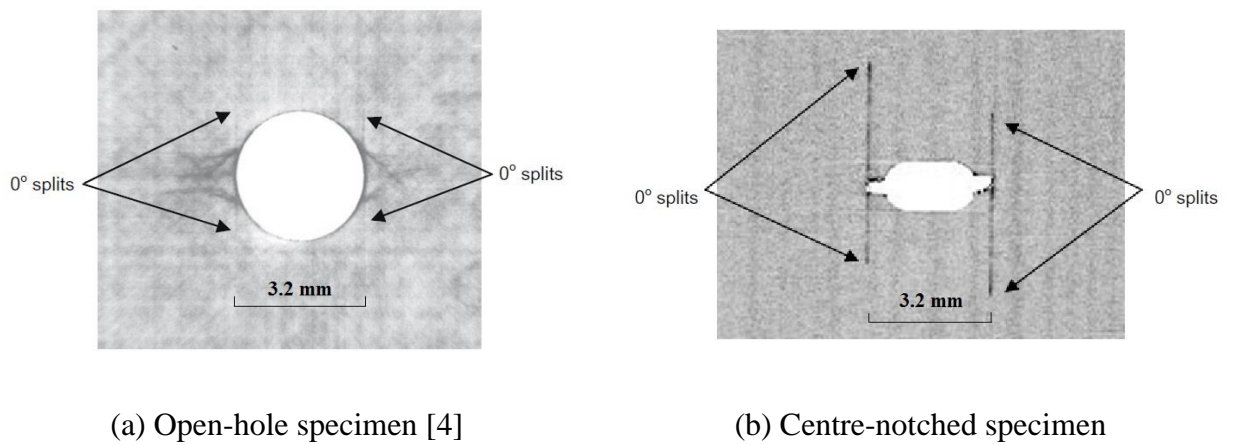 0° splits
0° splits
3.2 mm
(a) Open-hole specimen [4]
0° splits
0° splits
3.2 mm
(b) Centre-notched specimen